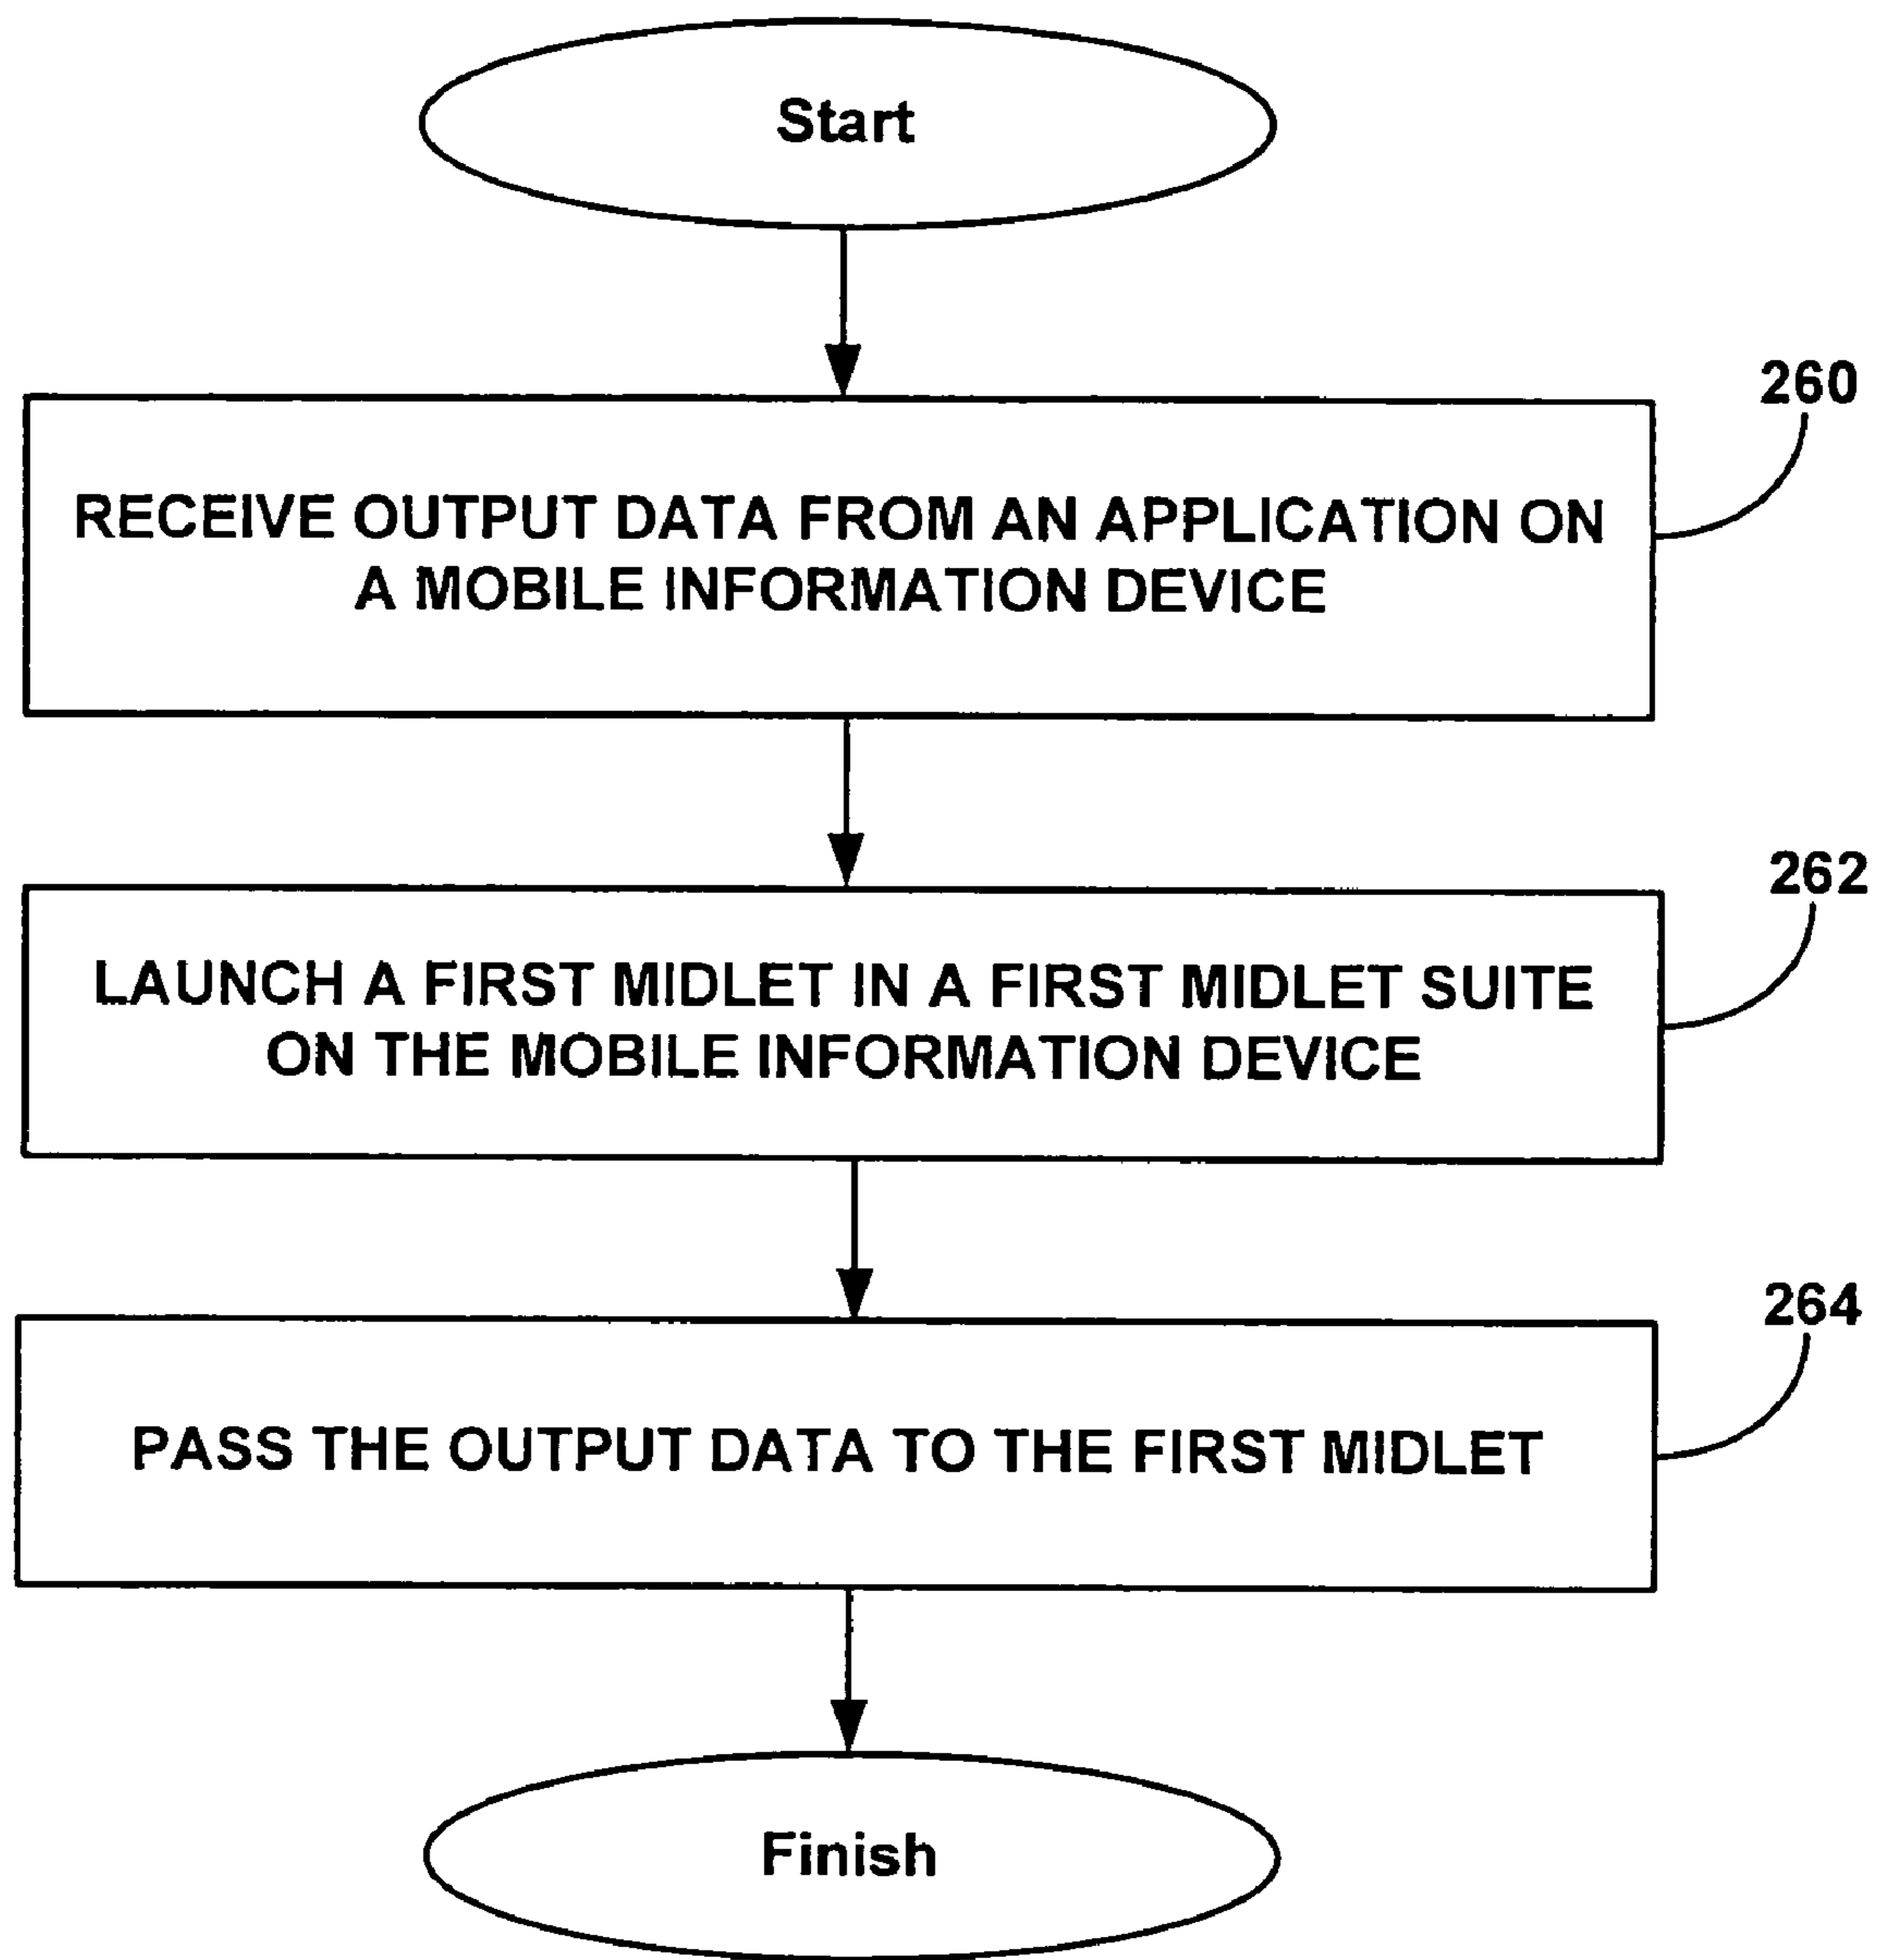 Start
260
RECEIVE OUTPUT DATA FROM AN APPLICATION ON
A MOBILE INFORMATION DEVICE
262
LAUNCH A FIRST MIDLET IN A FIRST MIDLET SUITE
ON THE MOBILE INFORMATION DEVICE
264
PASS THE OUTPUT DATA TO THE FIRST MIDLET
Finish